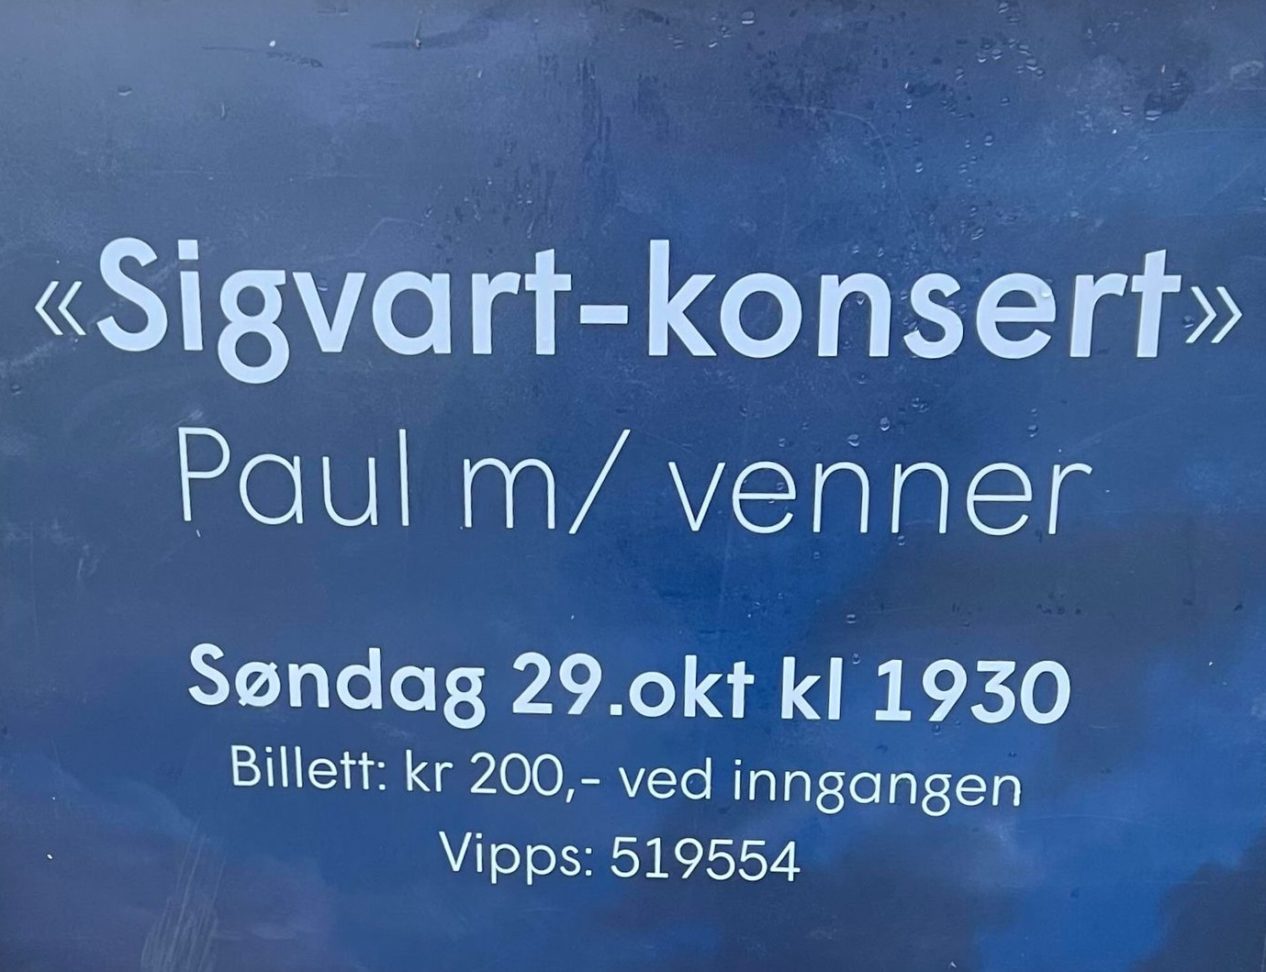 «Sigvart-konsert»
Paul m/ venner
Søndag 29.okt kl 1930
Billett: kr 200,- ved inngangen
Vipps: 519554